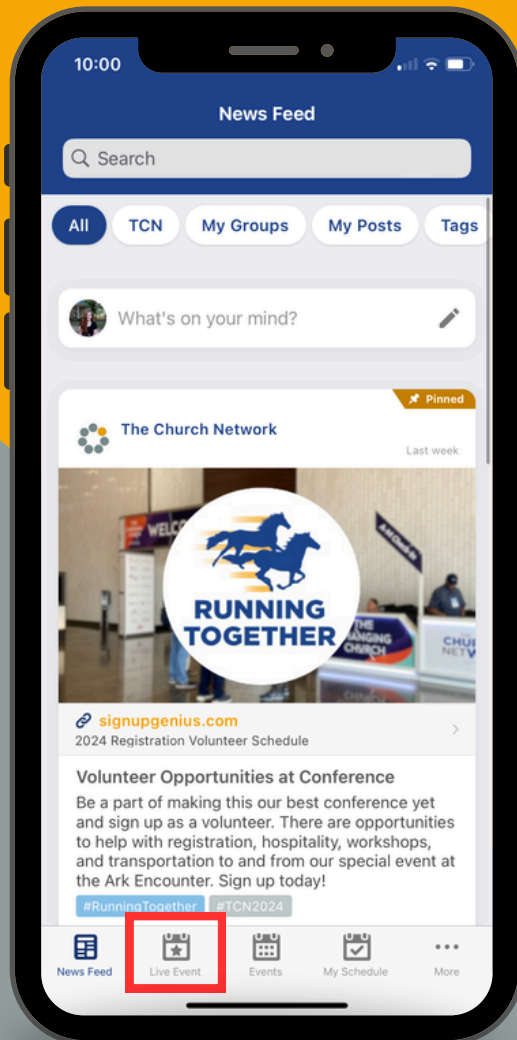 10:00
News Feed
Search
All TCN My Groups My Posts Tags
What's on your mind?
Pinned
The Church Network
Last week
WELCO
RUNNING
TOGETHER
THE
CHURCH
signupgenius.com
2024 Registration Volunteer Schedule
Volunteer Opportunities at Conference
Be a part of making this our best conference yet
and sign up as a volunteer. There are opportunities
to help with registration, hospitality, workshops,
and transportation to and from our special event at
the Ark Encounter. Sign up today!
#RunningTogether #TCN2024
News Feed Live Event Events My Schedule More